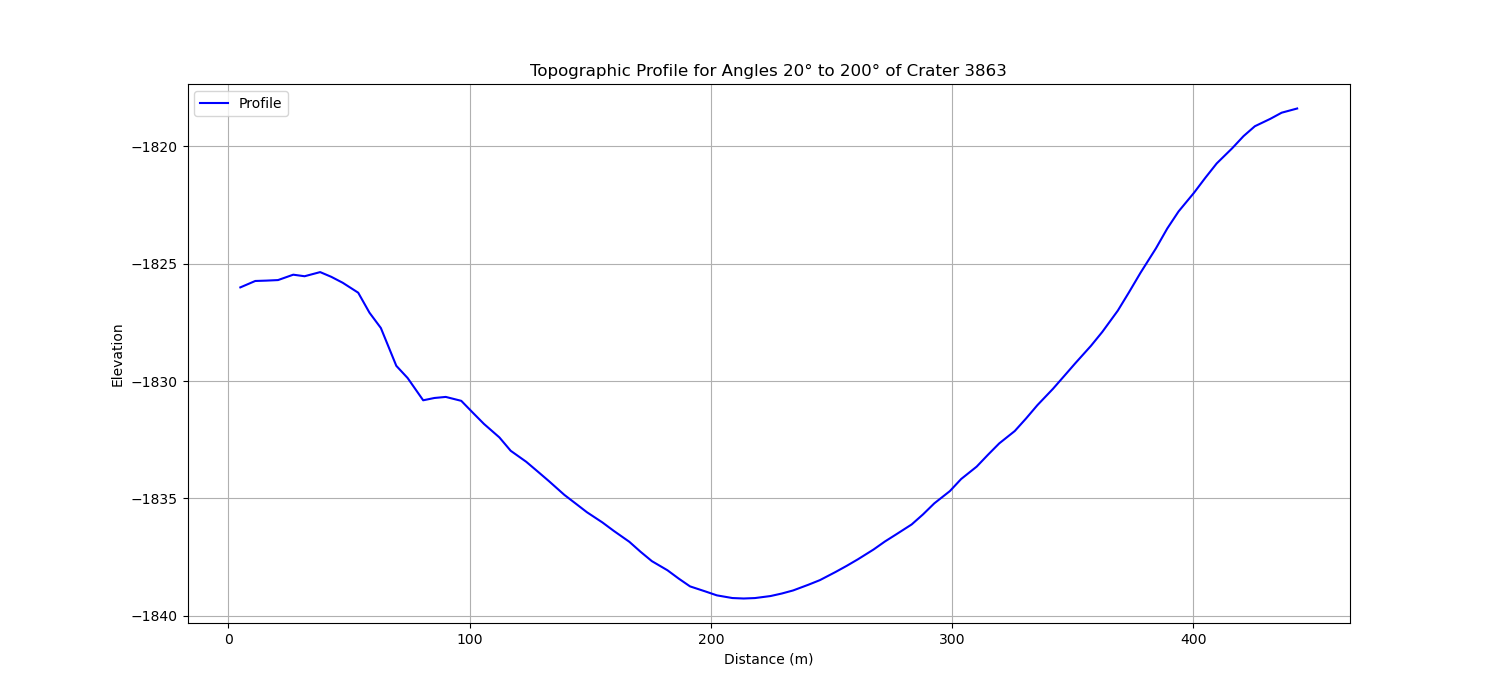 Topographic Profile for Angles 20° to 200° of Crater 3863
Profile
−1820
−1825
−1830
−1835
−1840
Elevation
0 100 200 300 400
Distance (m)